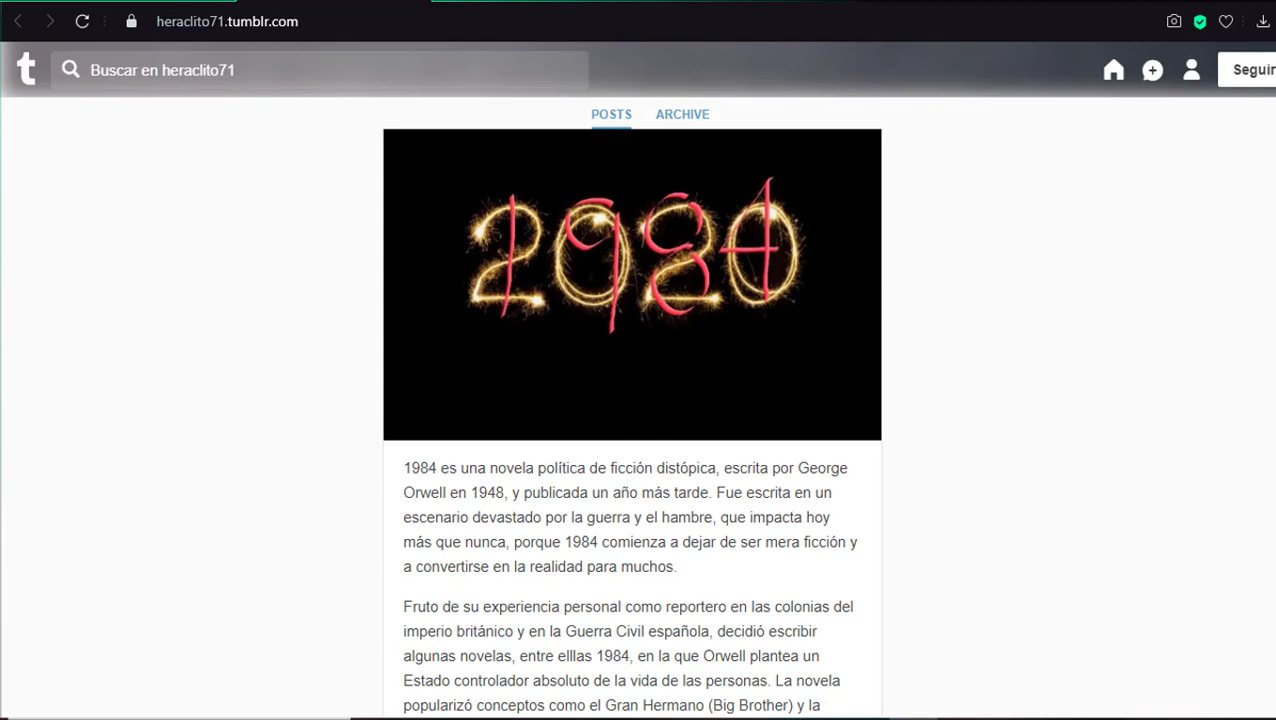 heraclito71.tumblr.com
t
Buscar en heraclito71
Seguir
POSTS
ARCHIVE
2020
1984
1984 es una novela política de ficción distópica, escrita por George
Orwell en 1948, y publicada un año más tarde. Fue escrita en un
escenario devastado por la guerra y el hambre, que impacta hoy
más que nunca, porque 1984 comienza a dejar de ser mera ficción y
a convertirse en la realidad para muchos.
Fruto de su experiencia personal como reportero en las colonias del
imperio británico y en la Guerra Civil española, decidió escribir
algunas novelas, entre elllas 1984, en la que Orwell plantea un
Estado controlador absoluto de la vida de las personas. La novela
popularizó conceptos como el Gran Hermano (Big Brother) y la